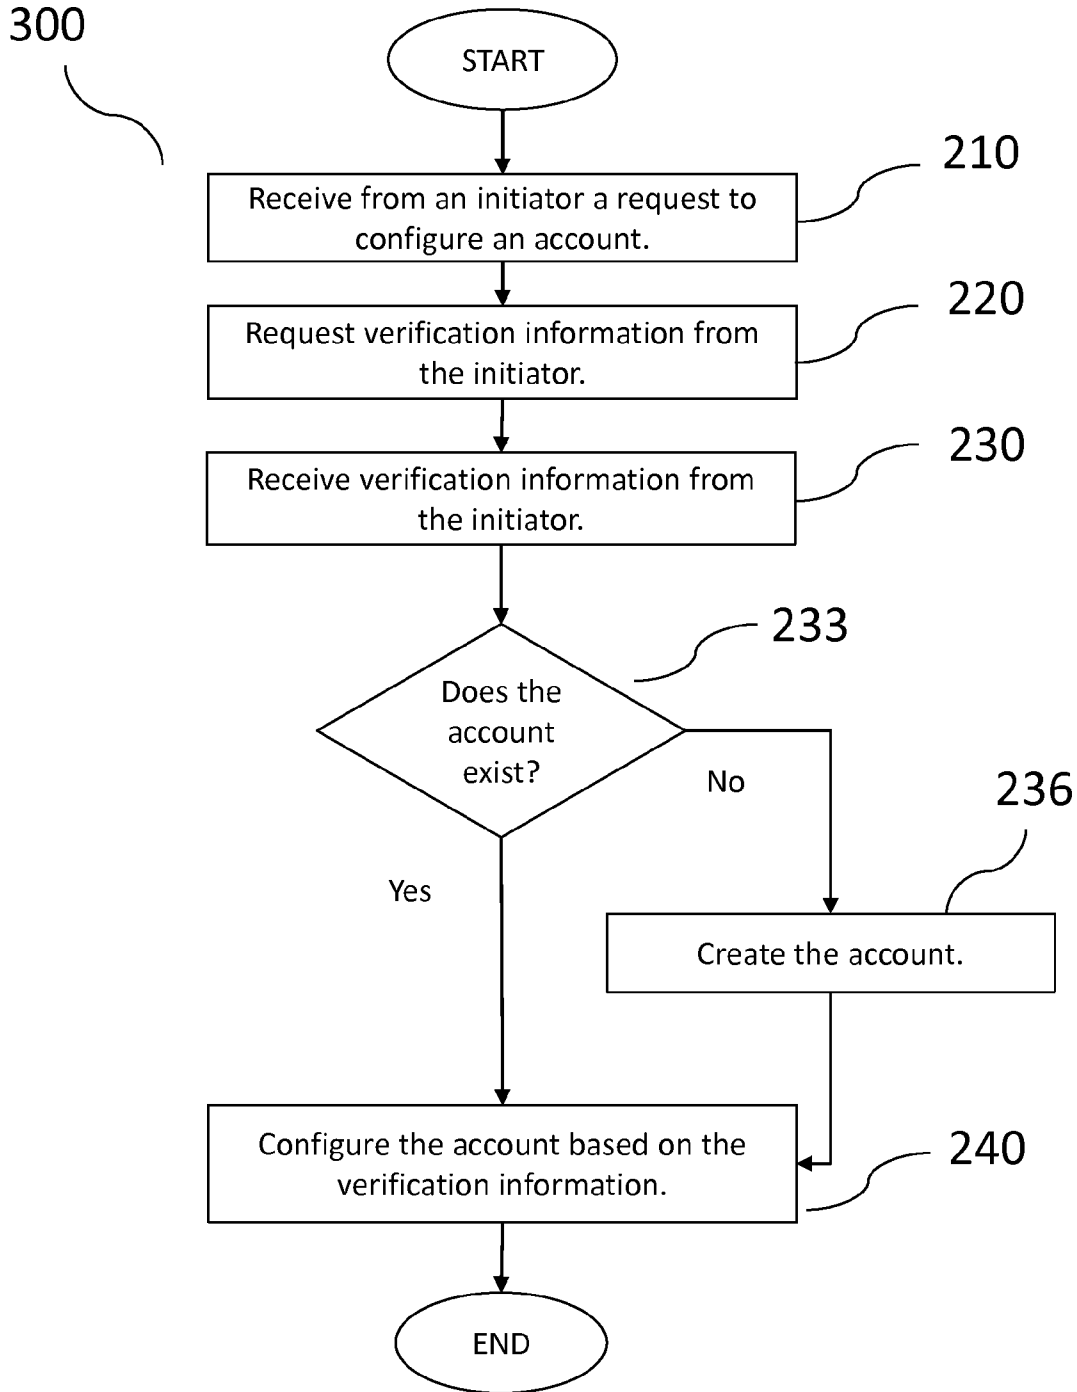 300
START
210
Receive from an initiator a request to
configure an account.
220
Request verification information from
the initiator.
230
Receive verification information from
the initiator.
233
Does the
account
exist?
No
236
Yes
Create the account.
Configure the account based on the
verification information.
240
END